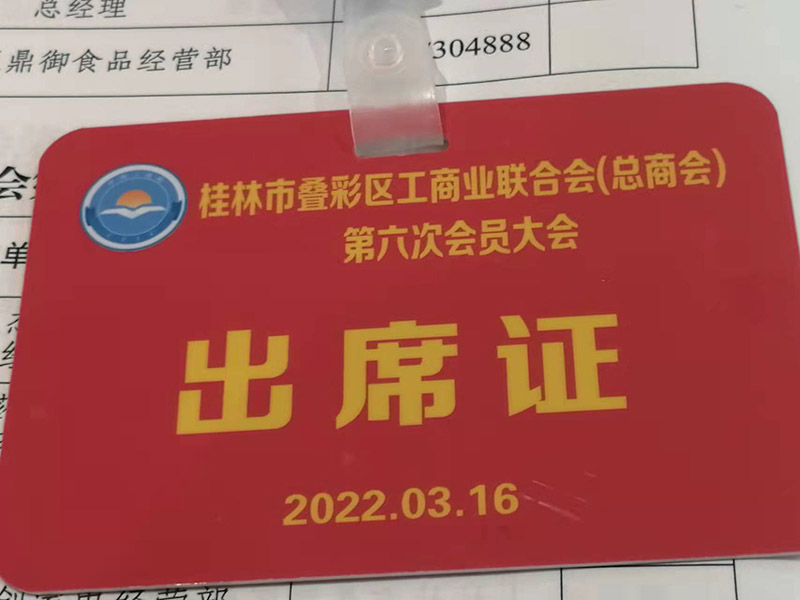 总经理
鼎御食品经营部
304888
桂林市叠彩区工商业联合会(总商会)
第六次会员大会
单
出席证
2022.03.16